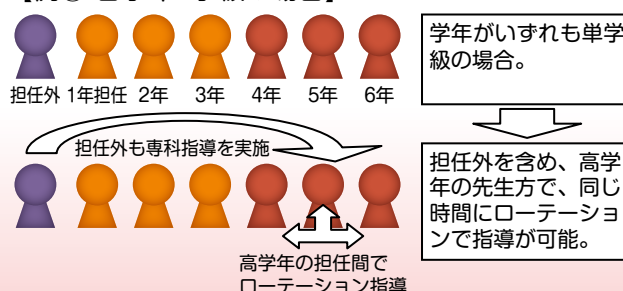 学年がいずれも単学
級の場合。
担任外 1年担任 2年 3年 4年 5年 6年
担任外も専科指導を実施
担任外を含め、高学
年の先生方で、同じ
時間にローテーショ
ンで指導が可能。
高学年の担任間で
ローテーション指導